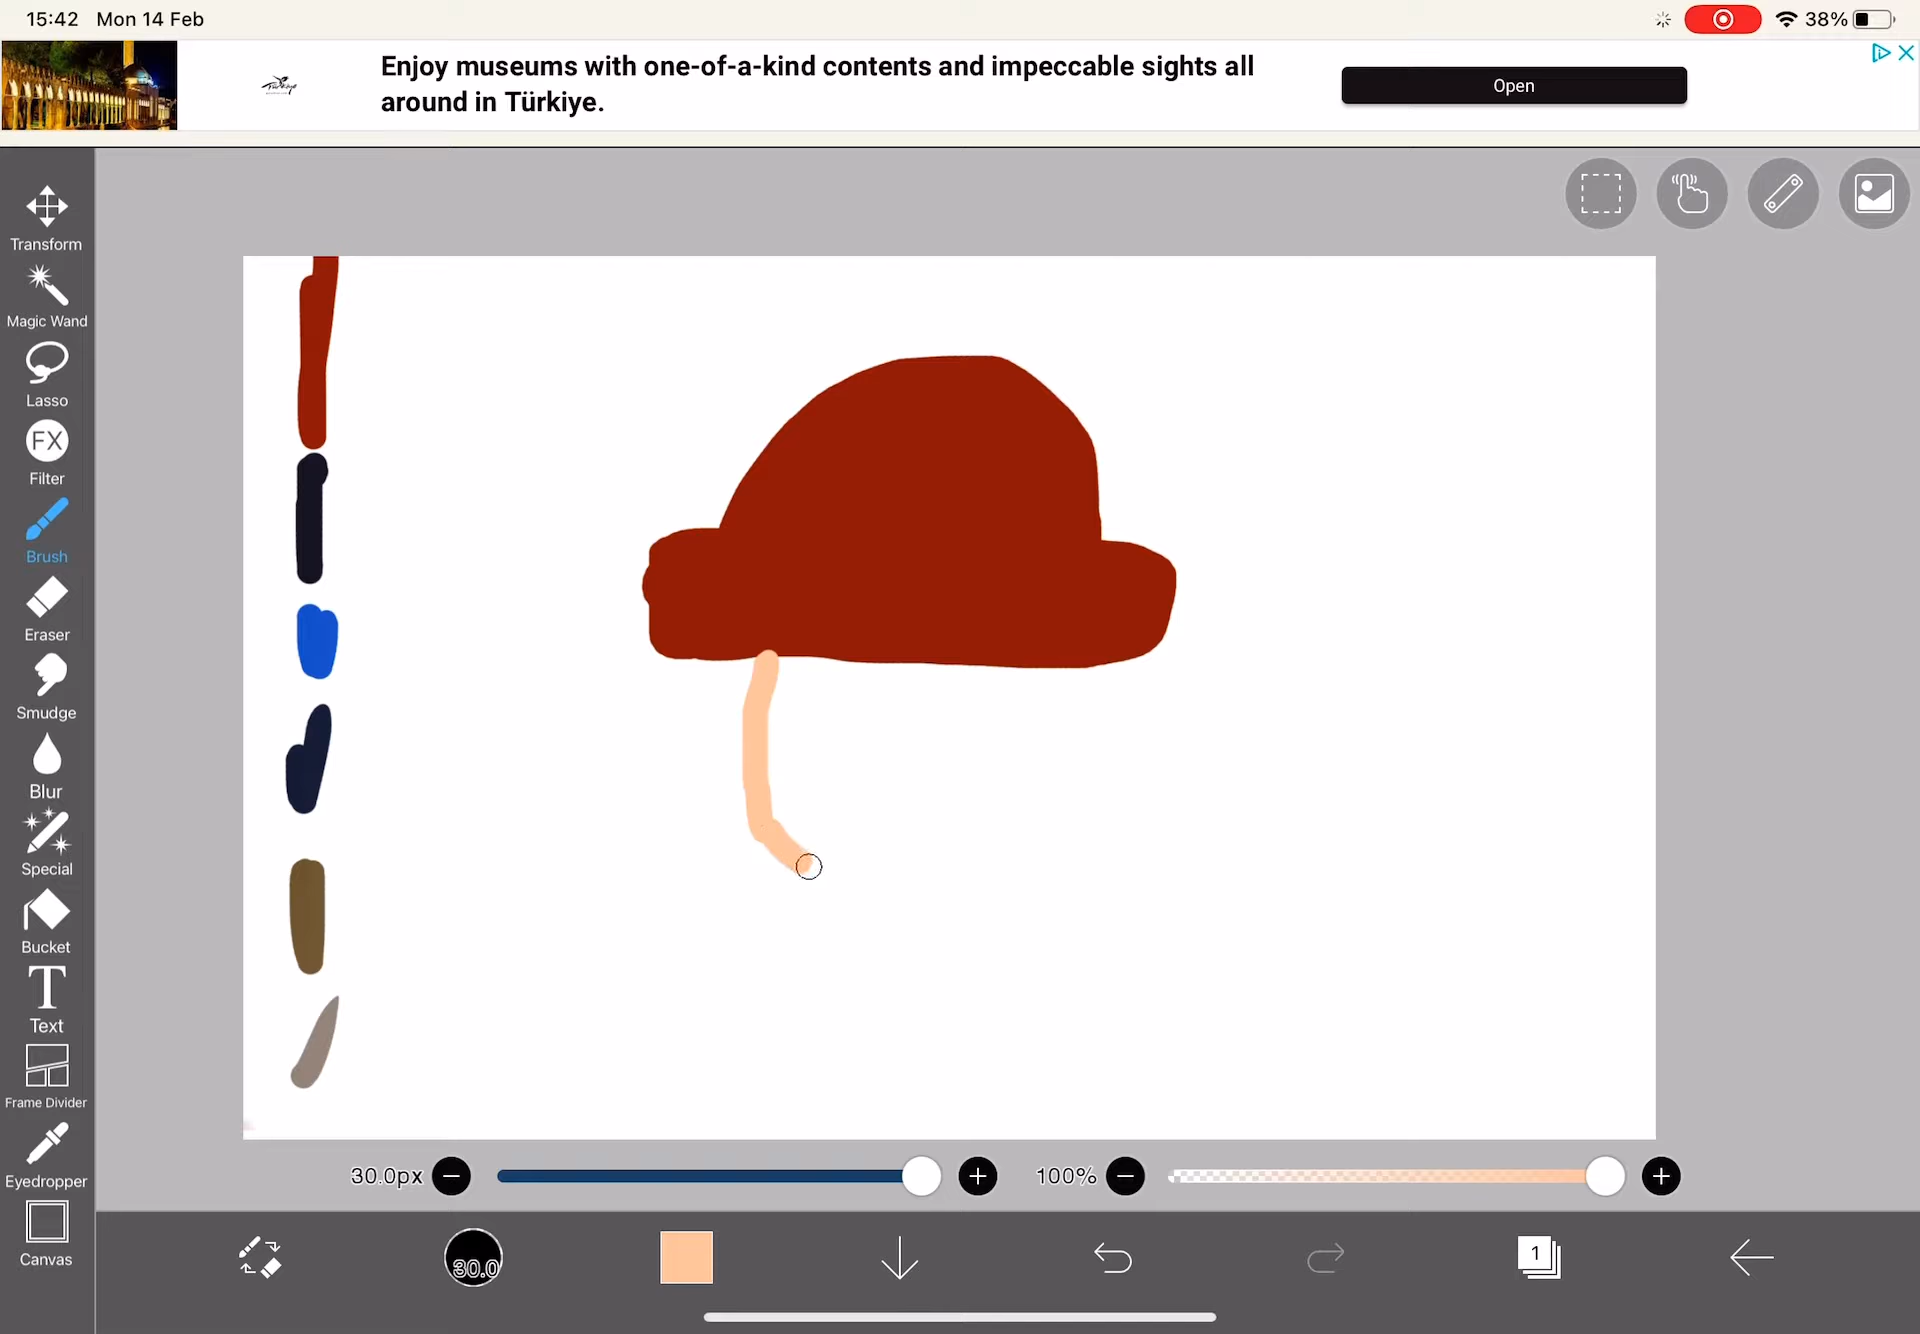 15:42 Mon 14 Feb
38%
Enjoy museums with one-of-a-kind contents and impeccable sights all
around in Türkiye.
Open
Transform
Magic Wand
Lasso
FX
Filter
Brush
Eraser
Smudge
Blur
Special
Bucket
T
Text
Frame Divider
Eyedropper
Canvas
30.0px
100%
30.0
1